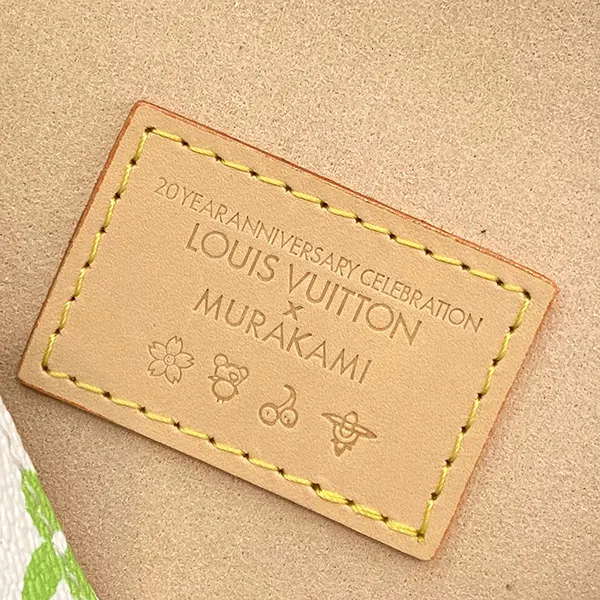 20 YEAR ANNIVERSARY CELEBRATION
LOUIS VUITTON
x
MURAKAMI